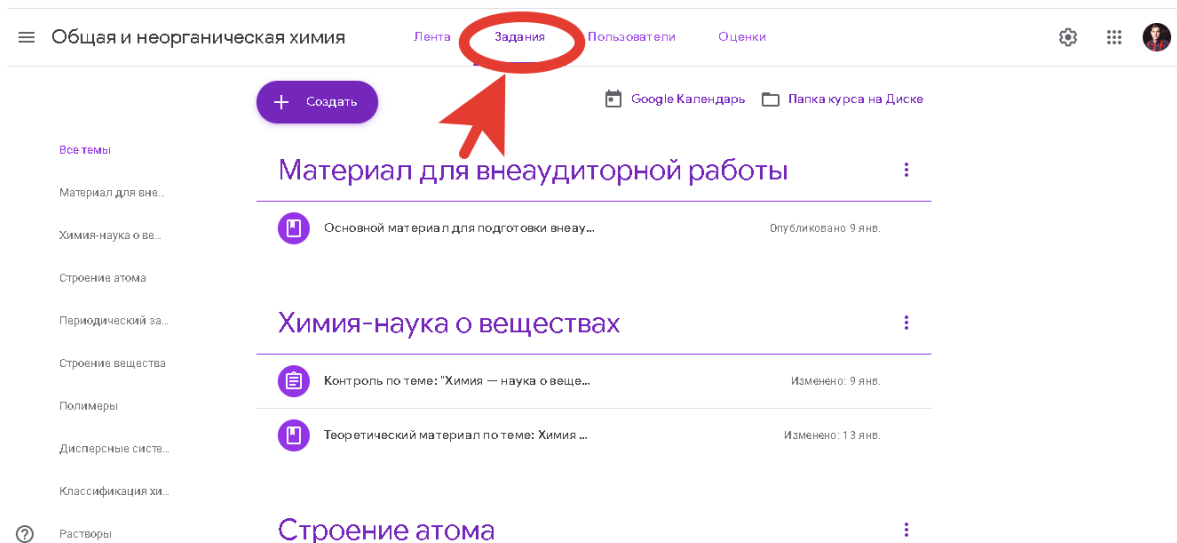 Общая и неорганическая химия Лента Задания Пользователи Оценки
Создать Google Календарь Папка курса на Диске
Все темы
Материал для вне...
Химия-наука о ве...
Строение атома
Периодический за...
Строение вещества
Полимеры
Дисперсные систе...
Классификация хи...
Растворы
Материал для внеаудиторной работы
Основной материал для подготовки внеау... Опубликовано 9 янв.
Химия-наука о веществах
Контроль по теме: "Химия — наука о веще... Изменено: 9 янв.
Теоретический материал по теме: Химия ... Изменено: 13 янв.
Строение атома